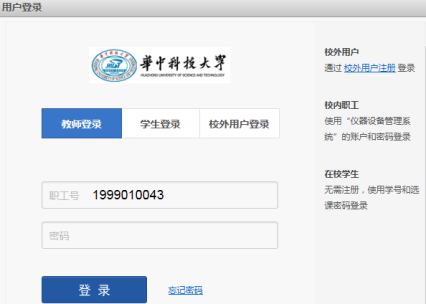 用户登录
华中科技大学
HUAZHONG UNIVERSITY OF SCIENCE AND TECHNOLOGY
教师登录
学生登录
校外用户登录
职工号 1999010043
密码
登 录
忘记密码
校外用户
通过 校外用户注册 登录
校内职工
使用“仪器设备管理系
统”的账户和密码登录
在校学生
无需注册，使用学号和选
课密码登录